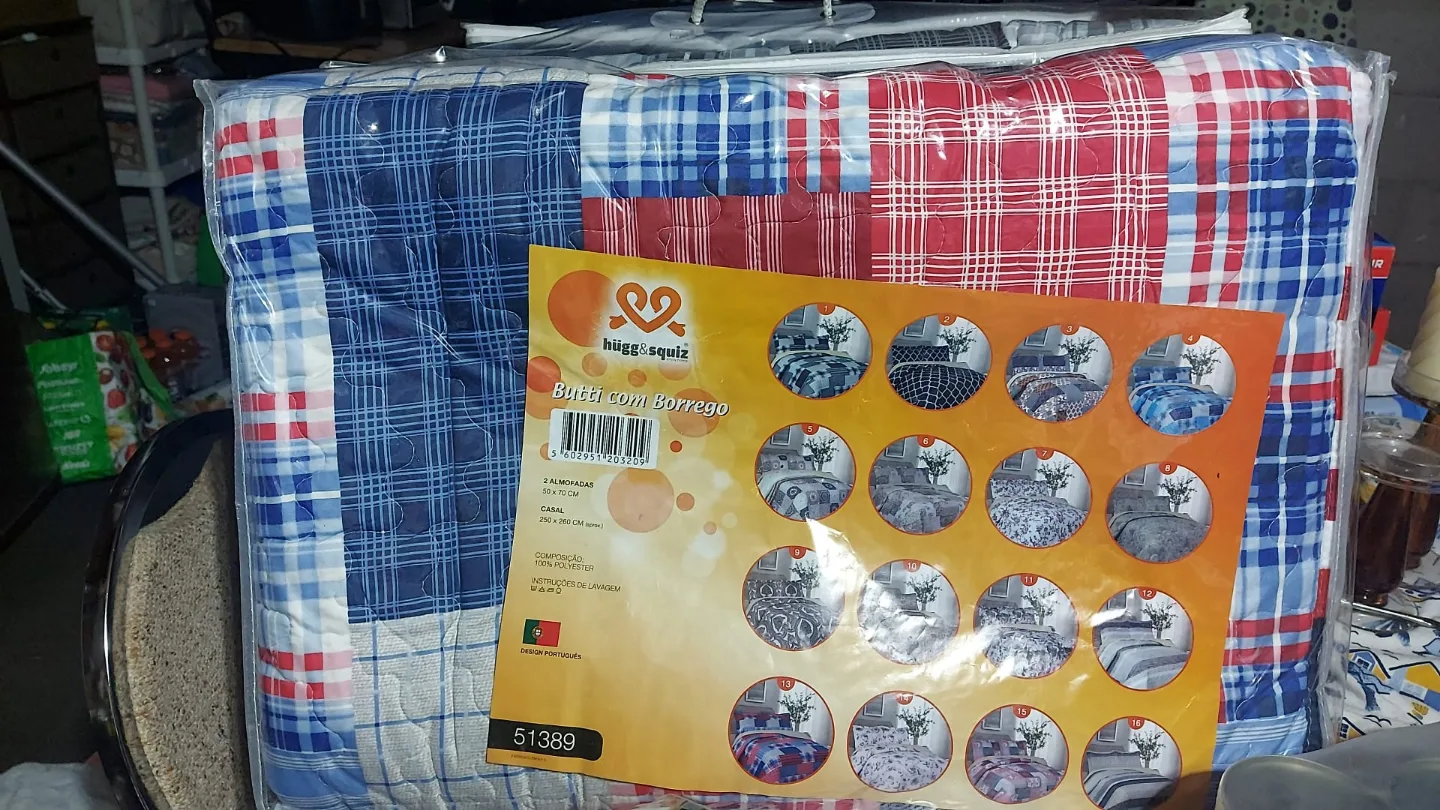 hügg&squiz
Butti com Borrego
5 602951 203209
2 ALMOFADAS
50 x 70 CM
CASAL
250 x 260 CM (aprox.)
COMPOSIÇÃO:
100% POLYESTER
INSTRUÇÕES DE LAVAGEM
DESIGN PORTUGUÊS
51389
1 2 3 4
5 6 7 8
9 10 11 12
13 14 15 16